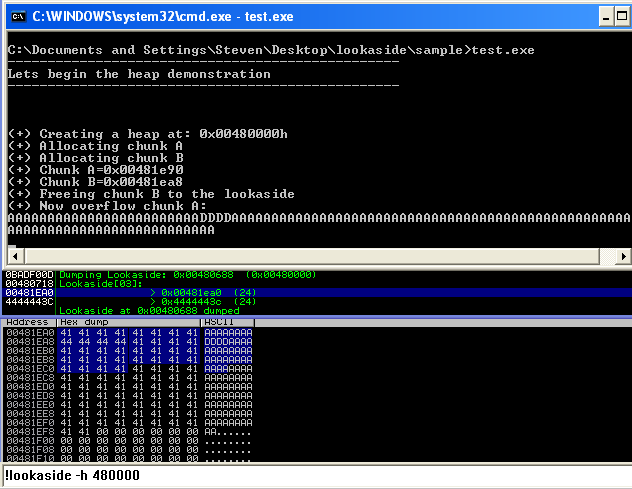 C:\WINDOWS\system32\cmd.exe - test.exe
C:\Documents and Settings\Steven\Desktop\lookaside\sample>test.exe
-------------------------------------------------
Lets begin the heap demonstration
-------------------------------------------------
(+) Creating a heap at: 0x00480000h
(+) Allocating chunk A
(+) Allocating chunk B
(+) Chunk A=0x00481e90
(+) Chunk B=0x00481ea8
(+) Freeing chunk B to the lookaside
(+) Now overflow chunk A:
AAAAAAAAAAAAAAAAAAAAAAAADDDDAAAAAAAAAAAAAAAAAAAAAAAAAAAAAAAAAAAAAAAAAAAAAAAAAA
AAAAAAAAAAAAAAAAAAAAAAAAAA
0BADF00D Dumping Lookaside: 0x00480688 (0x00480000)
00480718 Lookaside[03]:
00481EA0 > 0x00481ea0 (24)
4444443C > 0x4444443c (24)
Lookaside at 0x00480688 dumped
Address Hex dump ASCII
00481EA0 41 41 41 41 41 41 41 41 AAAAAAAA
00481EA8 44 44 44 44 41 41 41 41 DDDDAAAA
00481EB0 41 41 41 41 41 41 41 41 AAAAAAAA
00481EB8 41 41 41 41 41 41 41 41 AAAAAAAA
00481EC0 41 41 41 41 41 41 41 41 AAAAAAAA
00481EC8 41 41 41 41 41 41 41 41 AAAAAAAA
00481ED0 41 41 41 41 41 41 41 41 AAAAAAAA
00481ED8 41 41 41 41 41 41 41 41 AAAAAAAA
00481EE0 41 41 41 41 41 41 41 41 AAAAAAAA
00481EE8 41 41 41 41 41 41 41 41 AAAAAAAA
00481EF0 41 41 41 41 41 41 41 41 AAAAAAAA
00481EF8 41 41 00 00 00 00 00 00 AA......
00481F00 00 00 00 00 00 00 00 00 ........
00481F08 00 00 00 00 00 00 00 00 ........
00481F10 00 00 00 00 00 00 00 00 ........
!lookaside -h 480000